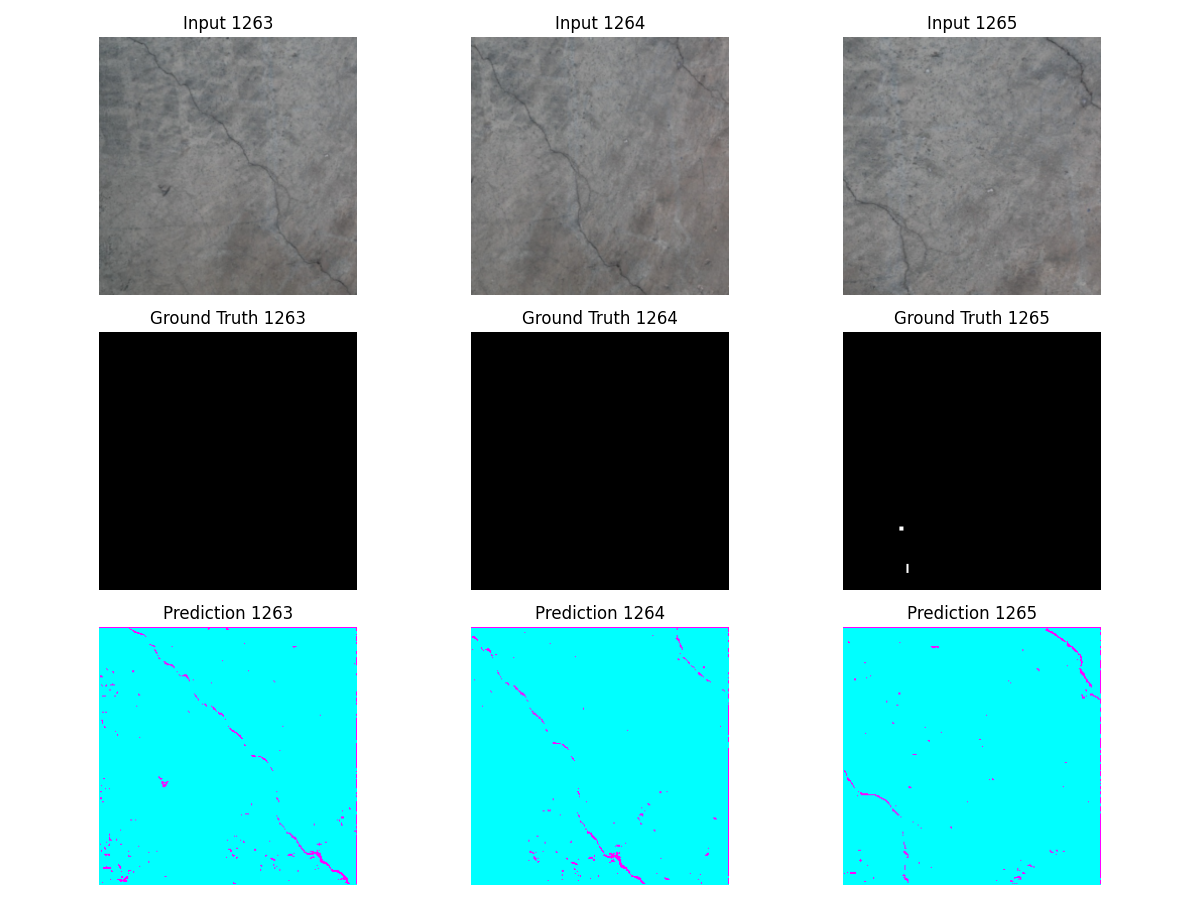 Input 1263
Input 1264
Input 1265
Ground Truth 1263
Ground Truth 1264
Ground Truth 1265
Prediction 1263
Prediction 1264
Prediction 1265